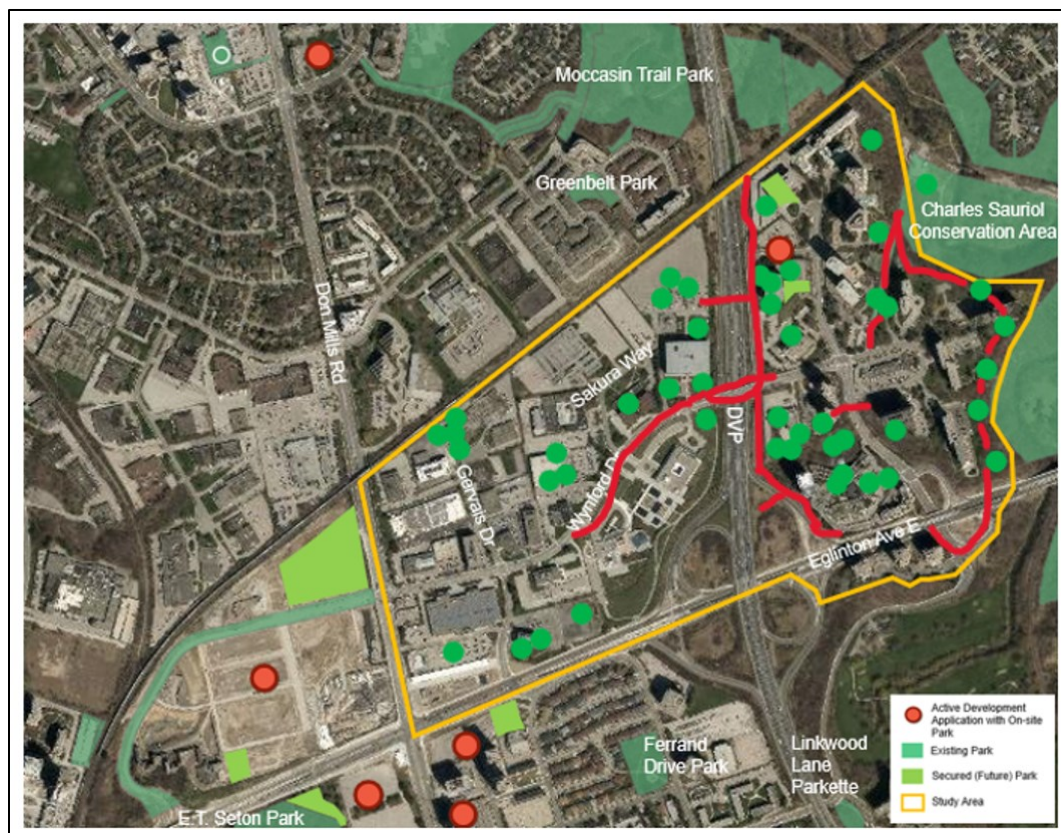 Moccasin Trail Park
Greenbelt Park
Charles Sauriol
Conservation Area
Don Mills Rd
Sakura Way
DVP
Wynford Dr
Gervais Dr
Eglinton Ave E
Ferrand
Drive Park
Linkwood
Lane
Parkette
E.T. Seton Park
Active Development
Application with On-site
Park
Existing Park
Secured (Future) Park
Study Area